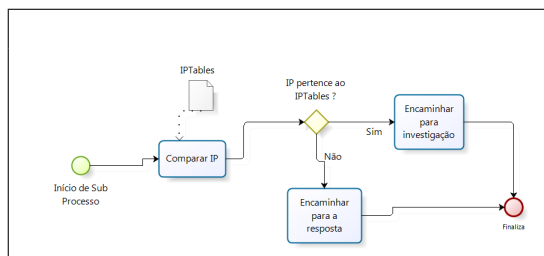 IPTables
IP pertence ao
IPTables ?
Encaminhar
para
investigação
Sim
Comparar IP
Não
Início de Sub
Processo
Encaminhar
para a
resposta
Finaliza